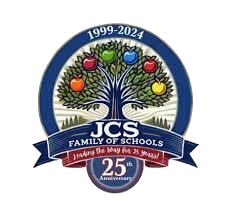 1999-2024
JCS
FAMILY OF SCHOOLS
Leading the Way for 25 years!
25th
Anniversary